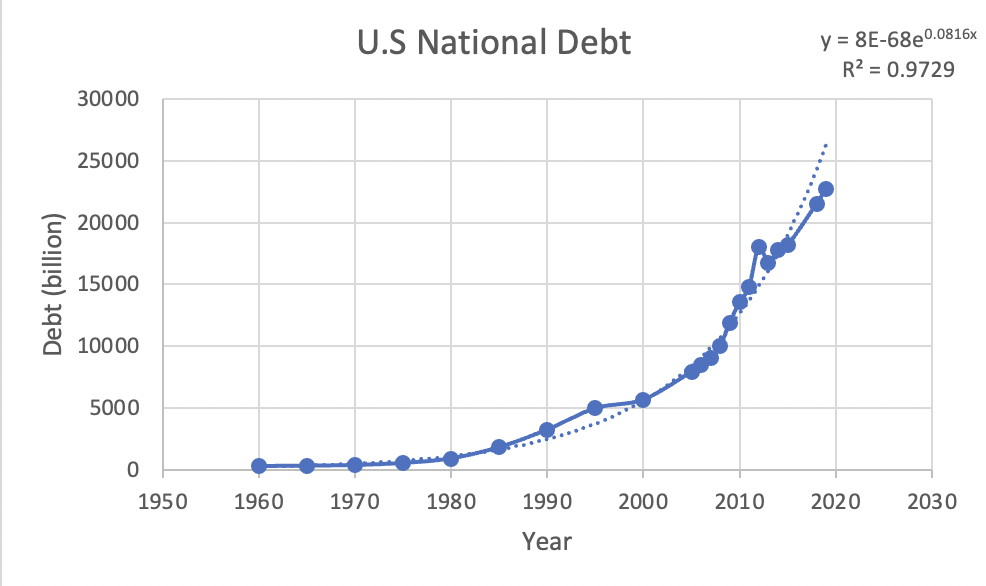 U.S National Debt
y = 8E-68e^0.0816x
R² = 0.9729
30000
25000
20000
15000
10000
5000
0
Debt (billion)
1950 1960 1970 1980 1990 2000 2010 2020 2030
Year